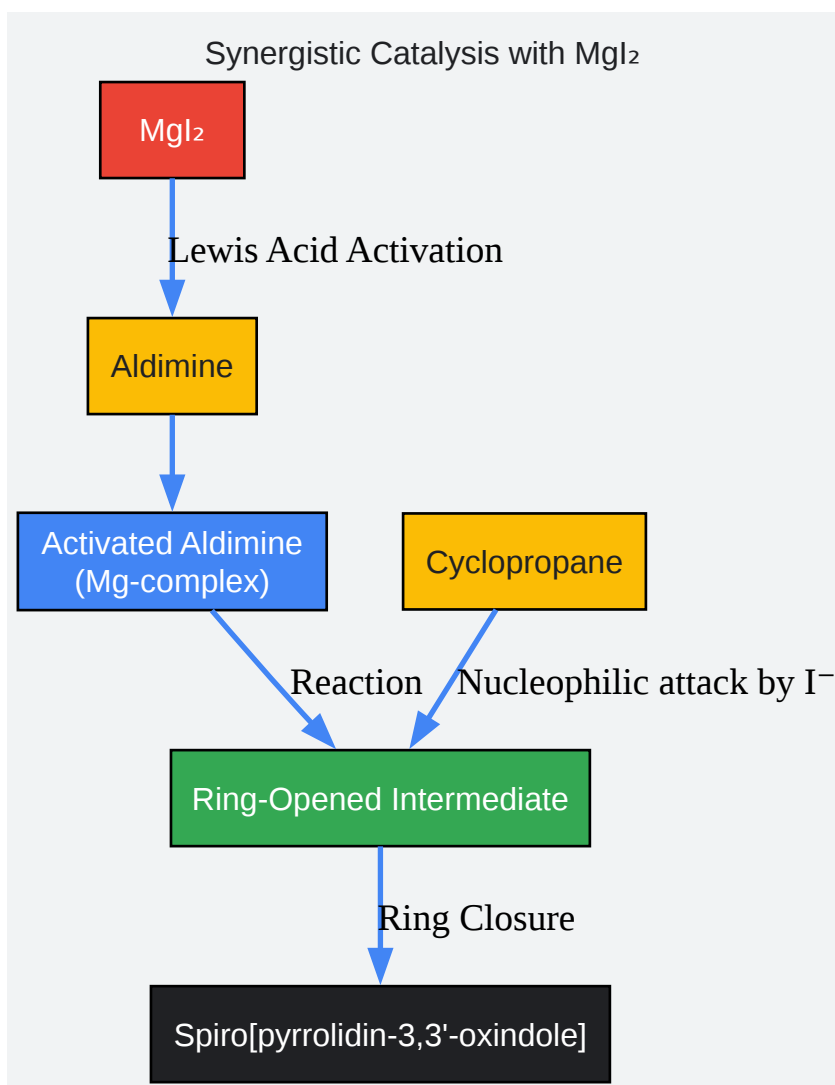 Synergistic Catalysis with MgI₂
MgI₂
Lewis Acid Activation
Aldimine
Activated Aldimine
(Mg-complex)
Cyclopropane
Reaction
Nucleophilic attack by I⁻
Ring-Opened Intermediate
Ring Closure
Spiro[pyrrolidin-3,3'-oxindole]